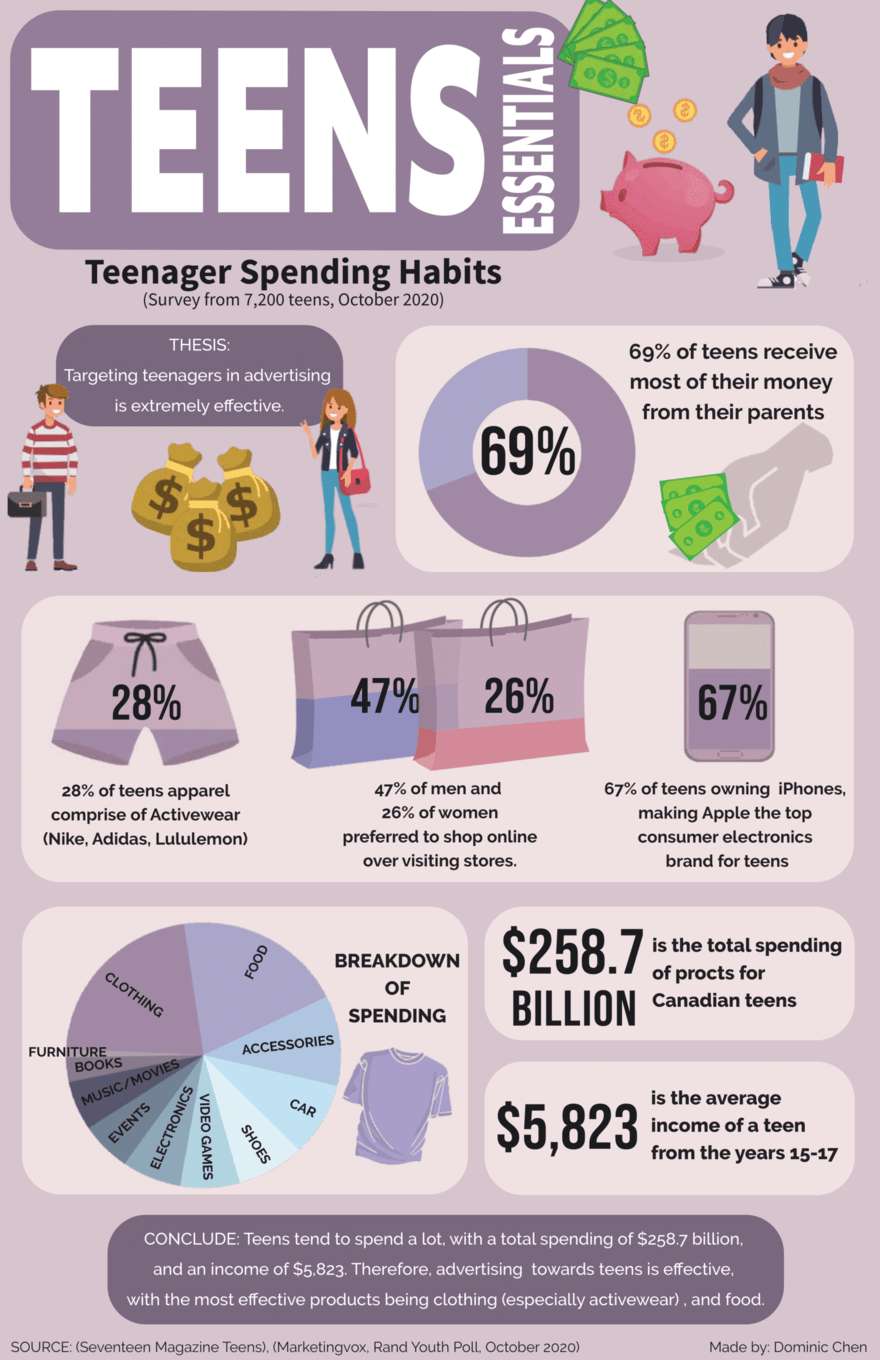 TEENS
ESSENTIALS
Teenager Spending Habits
(Survey from 7,200 teens, October 2020)
THESIS:
Targeting teenagers in advertising
is extremely effective.
$
$
$
69%
69% of teens receive
most of their money
from their parents
28%
28% of teens apparel
comprise of Activewear
(Nike, Adidas, Lululemon)
47%
26%
47% of men and
26% of women
preferred to shop online
over visiting stores.
67%
67% of teens owning iPhones,
making Apple the top
consumer electronics
brand for teens
BREAKDOWN
OF
SPENDING
FOOD
ACCESSORIES
CAR
SHOES
VIDEO GAMES
ELECTRONICS
EVENTS
MUSIC/MOVIES
BOOKS
FURNITURE
CLOTHING
$258.7
BILLION
is the total spending
of procts for
Canadian teens
$5,823
is the average
income of a teen
from the years 15-17
CONCLUDE: Teens tend to spend a lot, with a total spending of $258.7 billion,
and an income of $5,823. Therefore, advertising towards teens is effective,
with the most effective products being clothing (especially activewear) , and food.
SOURCE: (Seventeen Magazine Teens), (Marketingvox, Rand Youth Poll, October 2020)
Made by: Dominic Chen